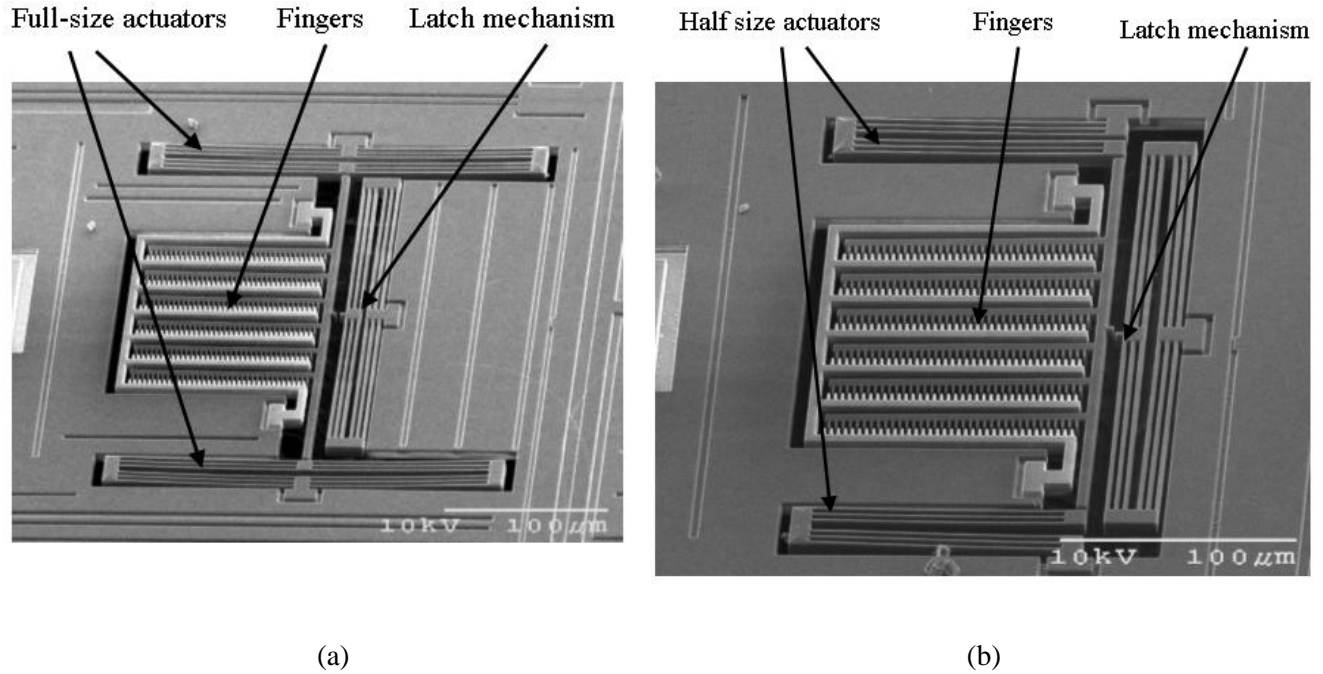 Full-size actuators Fingers Latch mechanism
Half size actuators Fingers Latch mechanism
10kV 100μm
10kV 100μm
(a)
(b)